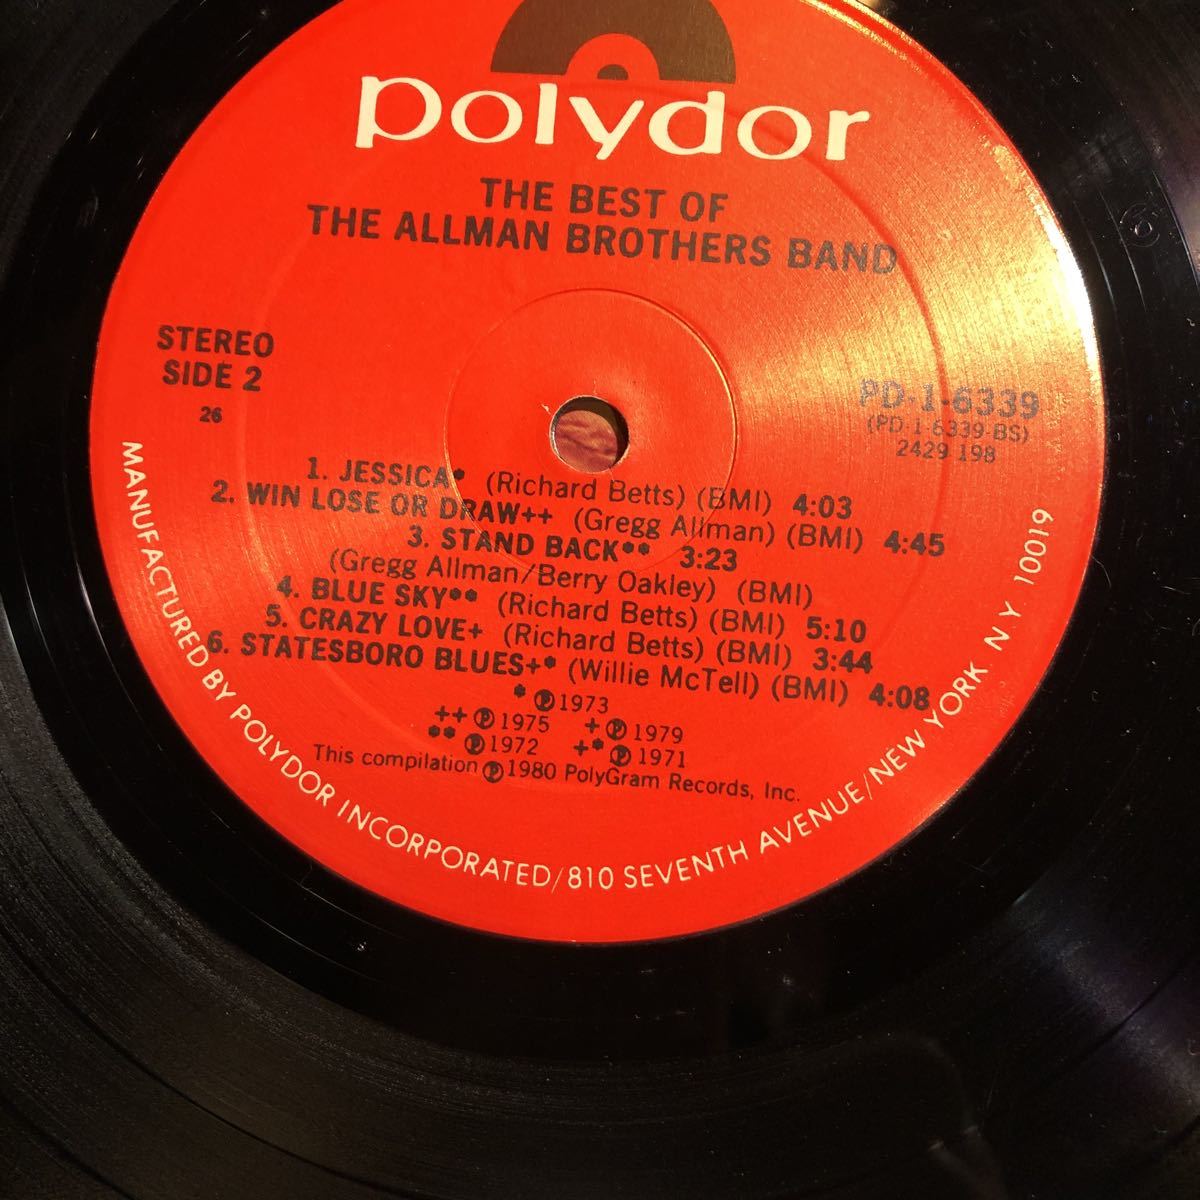 polydor
THE BEST OF
THE ALLMAN BROTHERS BAND
STEREO
SIDE 2
26
PD-1-6339
(PD-1-6339-BS)
2429 198
1. JESSICA* (Richard Betts) (BMI) 4:03
2. WIN LOSE OR DRAW++ (Gregg Allman) (BMI) 4:45
3. STAND BACK** 3:23
(Gregg Allman/Berry Oakley) (BMI)
4. BLUE SKY** (Richard Betts) (BMI) 5:10
5. CRAZY LOVE+ (Richard Betts) (BMI) 3:44
6. STATESBORO BLUES+* (Willie McTell) (BMI) 4:08
* ℗1973
++℗1975 +℗1979
**℗1972 +*℗1971
This compilation ℗1980 PolyGram Records, Inc.
MANUFACTURED BY POLYDOR INCORPORATED/810 SEVENTH AVENUE/NEW YORK. N Y 10019